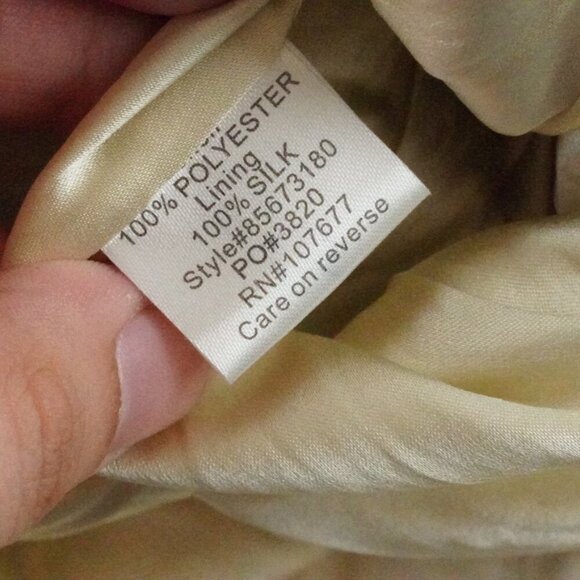 100% POLYESTER
Lining
100% SILK
Style#85673180
PO#3820
RN#107677
Care on reverse